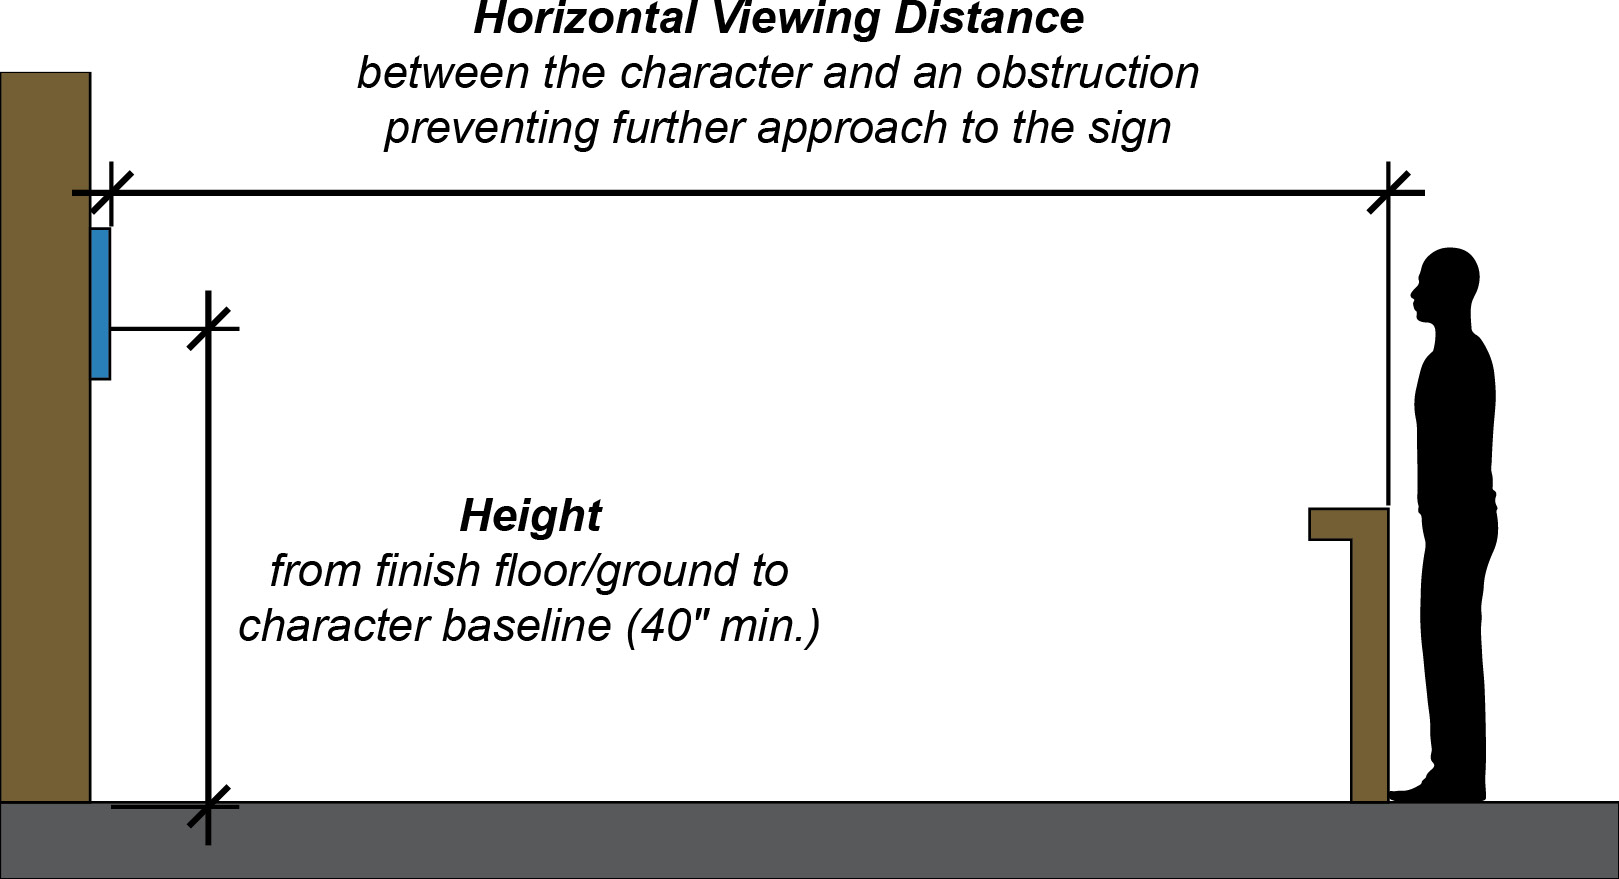 Horizontal Viewing Distance
between the character and an obstruction
preventing further approach to the sign
Height
from finish floor/ground to
character baseline (40" min.)